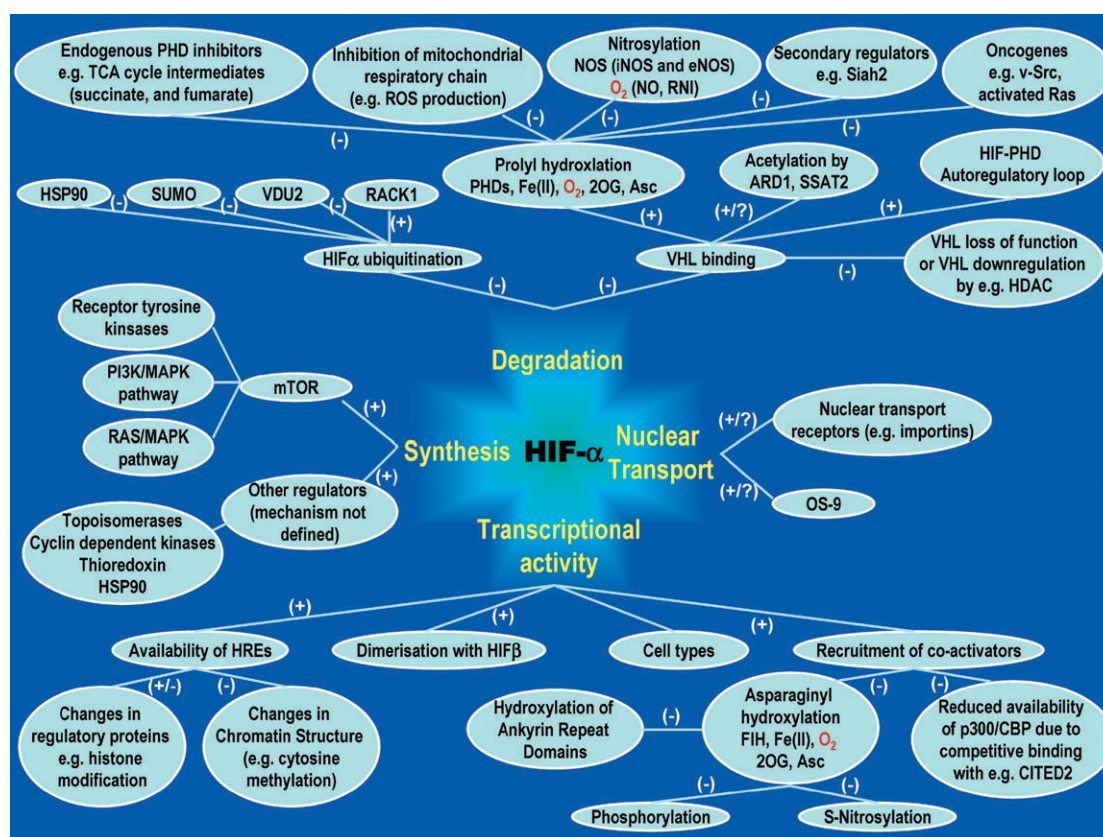 Endogenous PHD inhibitors
e.g. TCA cycle intermediates
(succinate, and fumarate)
Inhibition of mitochondrial
respiratory chain
(e.g. ROS production)
Nitrosylation
NOS (iNOS and eNOS)
O2 (NO, RNI)
Secondary regulators
e.g. Siah2
Oncogenes
e.g. v-Src,
activated Ras
(-)
(-)
(-)
(-)
(-)
Prolyl hydroxlation
PHDs, Fe(II), O2, 2OG, Asc
Acetylation by
ARD1, SSAT2
HIF-PHD
Autoregulatory loop
HSP90
SUMO
VDU2
RACK1
(-)
(-)
(-)
(+)
(+)
(+/?)
(+)
HIFα ubiquitination
VHL binding
(-)
VHL loss of function
or VHL downregulation
by e.g. HDAC
(-)
(-)
Receptor tyrosine
kinsases
PI3K/MAPK
pathway
RAS/MAPK
pathway
mTOR
(+)
Degradation
Synthesis
HIF-α
Nuclear
Transport
(+/?)
Nuclear transport
receptors (e.g. importins)
(+/?)
OS-9
(+)
Other regulators
(mechanism not
defined)
Topoisomerases
Cyclin dependent kinases
Thioredoxin
HSP90
Transcriptional
activity
(+)
(+)
(+)
Availability of HREs
Dimerisation with HIFβ
Cell types
Recruitment of co-activators
(+/-)
(-)
(-)
(-)
Changes in
regulatory proteins
e.g. histone
modification
Changes in
Chromatin Structure
(e.g. cytosine
methylation)
Hydroxylation of
Ankyrin Repeat
Domains
(-)
Asparaginyl
hydroxylation
FIH, Fe(II), O2
2OG, Asc
Reduced availability
of p300/CBP due to
competitive binding
with e.g. CITED2
(-)
(-)
Phosphorylation
S-Nitrosylation